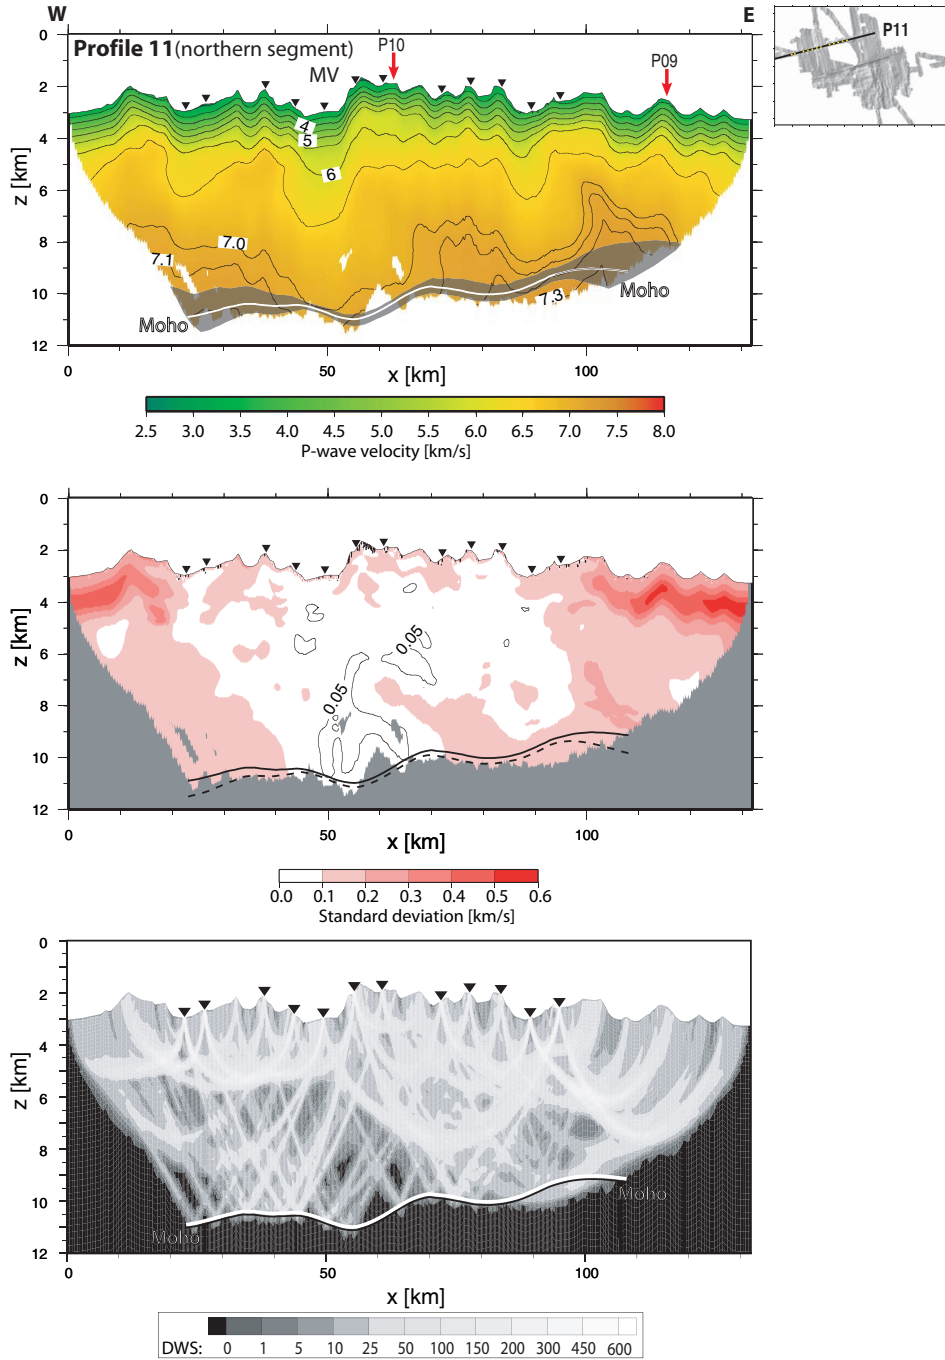 W
E
Profile 11 (northern segment)
P10
MV
P09
P11
0
2
4
6
8
10
12
z [km]
4
5
6
7.0
7.1
7.3
Moho
Moho
0
50
100
x [km]
2.5 3.0 3.5 4.0 4.5 5.0 5.5 6.0 6.5 7.0 7.5 8.0
P-wave velocity [km/s]
0
2
4
6
8
10
12
z [km]
0.05
0.05
0
50
100
x [km]
0.0 0.1 0.2 0.3 0.4 0.5 0.6
Standard deviation [km/s]
0
2
4
6
8
10
12
z [km]
Moho
Moho
0
50
100
x [km]
DWS: 0 1 5 10 25 50 100 150 200 300 450 600